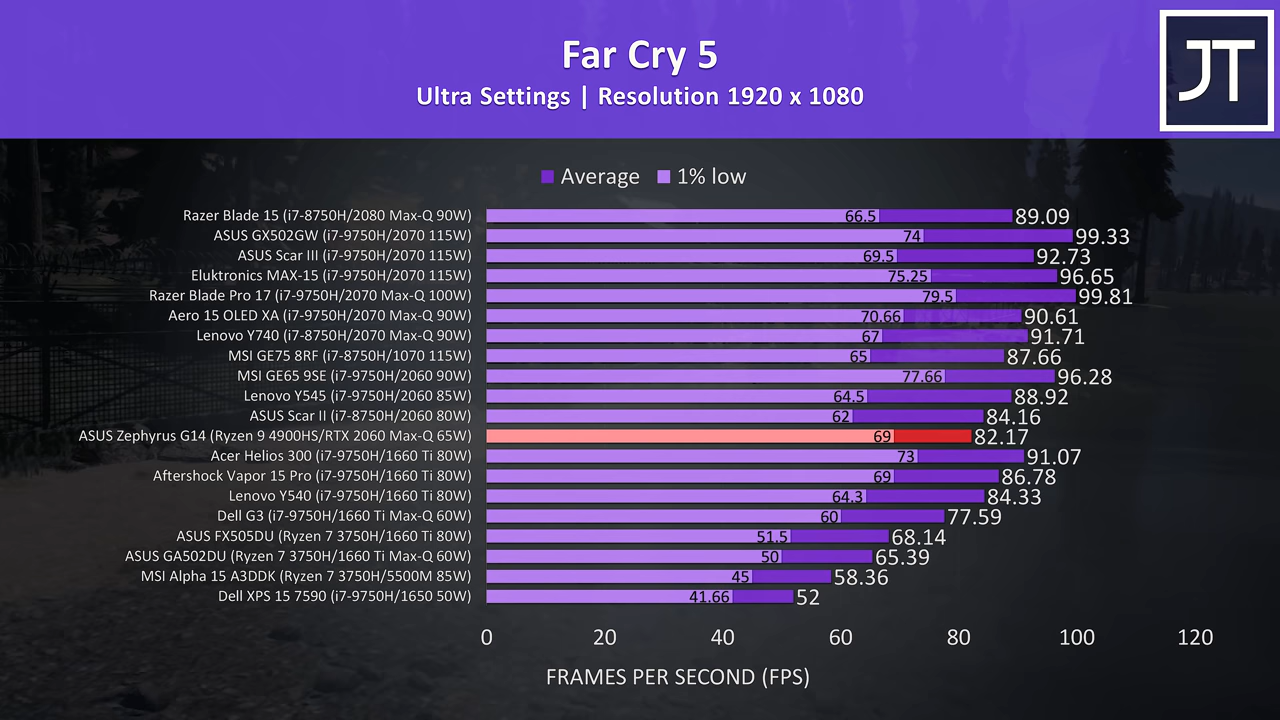 Far Cry 5
Ultra Settings | Resolution 1920 x 1080
JT
Average 1% low
Razer Blade 15 (i7-8750H/2080 Max-Q 90W) 66.5 89.09
ASUS GX502GW (i7-9750H/2070 115W) 74 99.33
ASUS Scar III (i7-9750H/2070 115W) 69.5 92.73
Eluktronics MAX-15 (i7-9750H/2070 115W) 75.25 96.65
Razer Blade Pro 17 (i7-9750H/2070 Max-Q 100W) 79.5 99.81
Aero 15 OLED XA (i7-9750H/2070 Max-Q 90W) 70.66 90.61
Lenovo Y740 (i7-8750H/2070 Max-Q 90W) 67 91.71
MSI GE75 8RF (i7-8750H/1070 115W) 65 87.66
MSI GE65 9SE (i7-9750H/2060 90W) 77.66 96.28
Lenovo Y545 (i7-9750H/2060 85W) 64.5 88.92
ASUS Scar II (i7-8750H/2060 80W) 62 84.16
ASUS Zephyrus G14 (Ryzen 9 4900HS/RTX 2060 Max-Q 65W) 69 82.17
Acer Helios 300 (i7-9750H/1660 Ti 80W) 73 91.07
Aftershock Vapor 15 Pro (i7-9750H/1660 Ti 80W) 69 86.78
Lenovo Y540 (i7-9750H/1660 Ti 80W) 64.3 84.33
Dell G3 (i7-9750H/1660 Ti Max-Q 60W) 60 77.59
ASUS FX505DU (Ryzen 7 3750H/1660 Ti 80W) 51.5 68.14
ASUS GA502DU (Ryzen 7 3750H/1660 Ti Max-Q 60W) 50 65.39
MSI Alpha 15 A3DDK (Ryzen 7 3750H/5500M 85W) 45 58.36
Dell XPS 15 7590 (i7-9750H/1650 50W) 41.66 52
0 20 40 60 80 100 120
FRAMES PER SECOND (FPS)